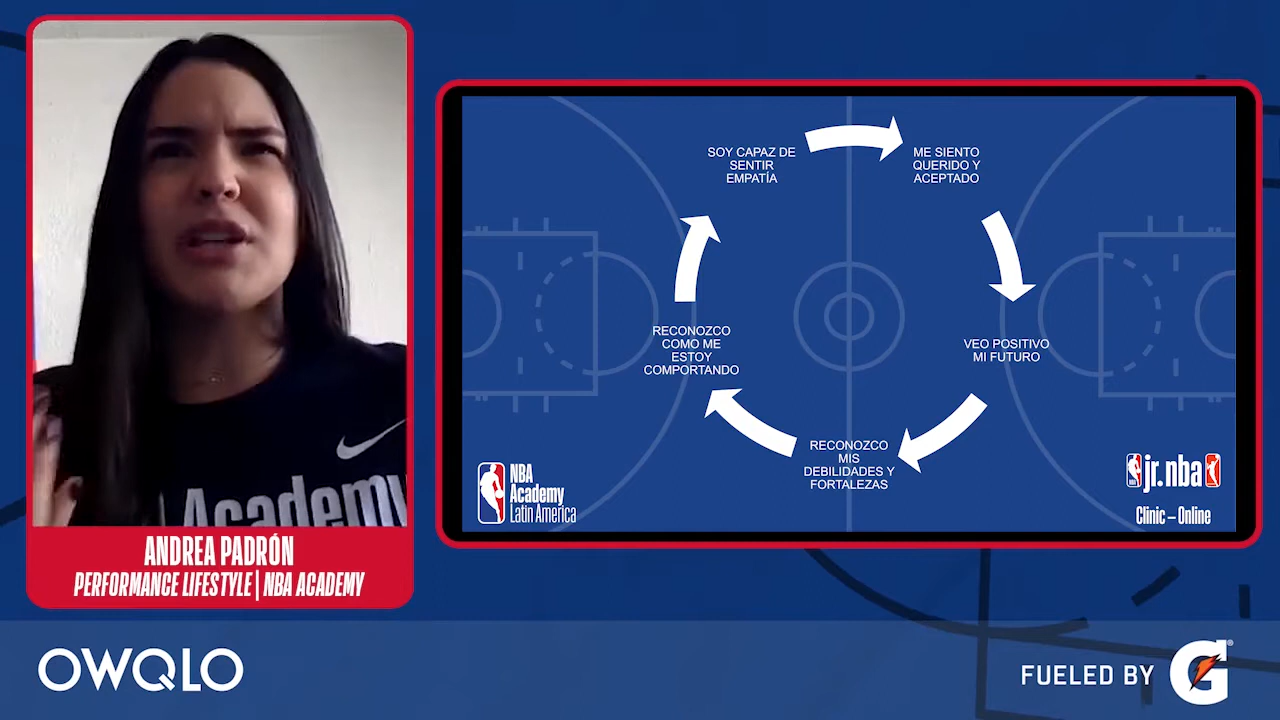 Academy
ANDREA PADRÓN
PERFORMANCE LIFESTYLE | NBA ACADEMY
SOY CAPAZ DE
SENTIR
EMPATÍA
ME SIENTO
QUERIDO Y
ACEPTADO
VEO POSITIVO
MI FUTURO
RECONOZCO
MIS
DEBILIDADES Y
FORTALEZAS
RECONOZCO
COMO ME
ESTOY
COMPORTANDO
NBA
Academy
Latin America
jr.nba
Clinic – Online
OWQLO
FUELED BY G